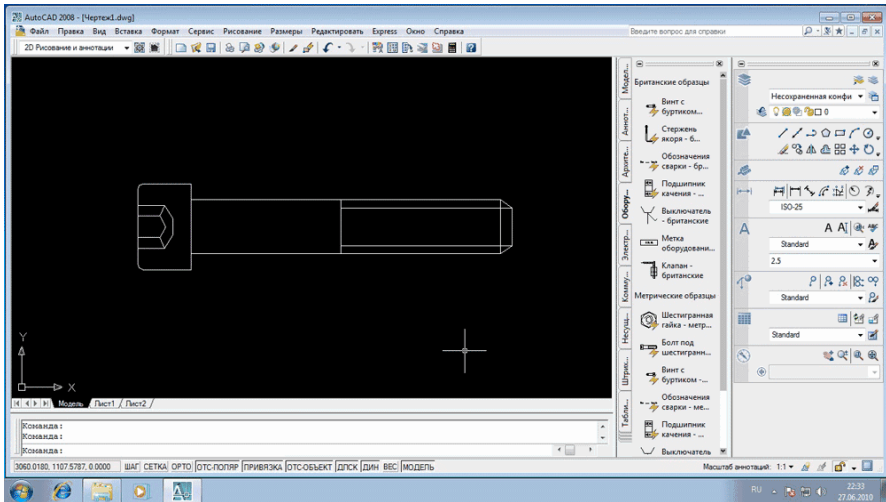 AutoCAD 2008 - [Чертеж1.dwg]
Файл Правка Вид Вставка Формат Сервис Рисование Размеры Редактировать Express Окно Справка
Введите вопрос для справки
2D Рисование и аннотации
Модел...
Аннот...
Архите...
Обору...
Электр...
Комму...
Несущ...
Штрих...
Табли...
Британские образцы
Винт с
буртиком...
Стержень
якоря - б...
Обозначения
сварки - бр...
Подшипник
качения - ...
Выключатель
- британские
Метка
оборудовани...
Клапан -
британские
Метрические образцы
Шестигранная
гайка - метр...
Болт под
шестигранн...
Винт с
буртиком -...
Обозначения
сварки - ме...
Подшипник
качения - ...
Выключатель
Несохраненная конфи
0
ISO-25
Standard
2.5
Standard
Standard
Y
X
Модель Лист1 Лист2
Команда:
Команда:
Команда:
3060.0180, 1107.5787, 0.0000 ШАГ СЕТКА ОРТО ОТС-ПОЛЯР ПРИВЯЗКА ОТС-ОБЪЕКТ ДПСК ДИН ВЕС МОДЕЛЬ
Масштаб аннотаций: 1:1
RU
22:33
27.06.2010